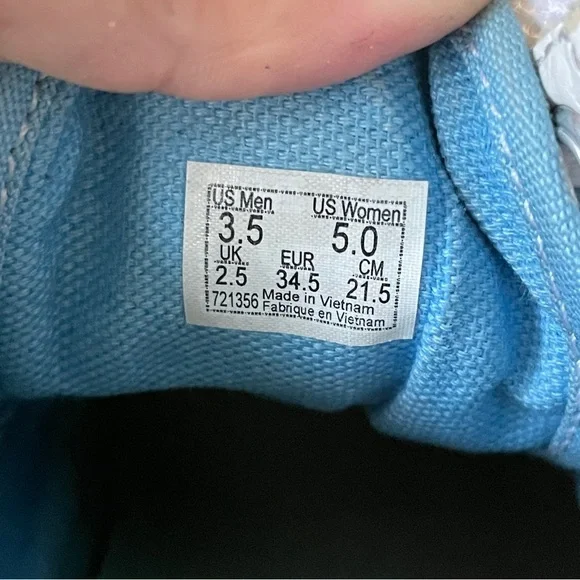 US Men US Women
3.5 5.0
UK EUR CM
2.5 34.5 21.5
721356 Made in Vietnam
Fabrique en Vietnam